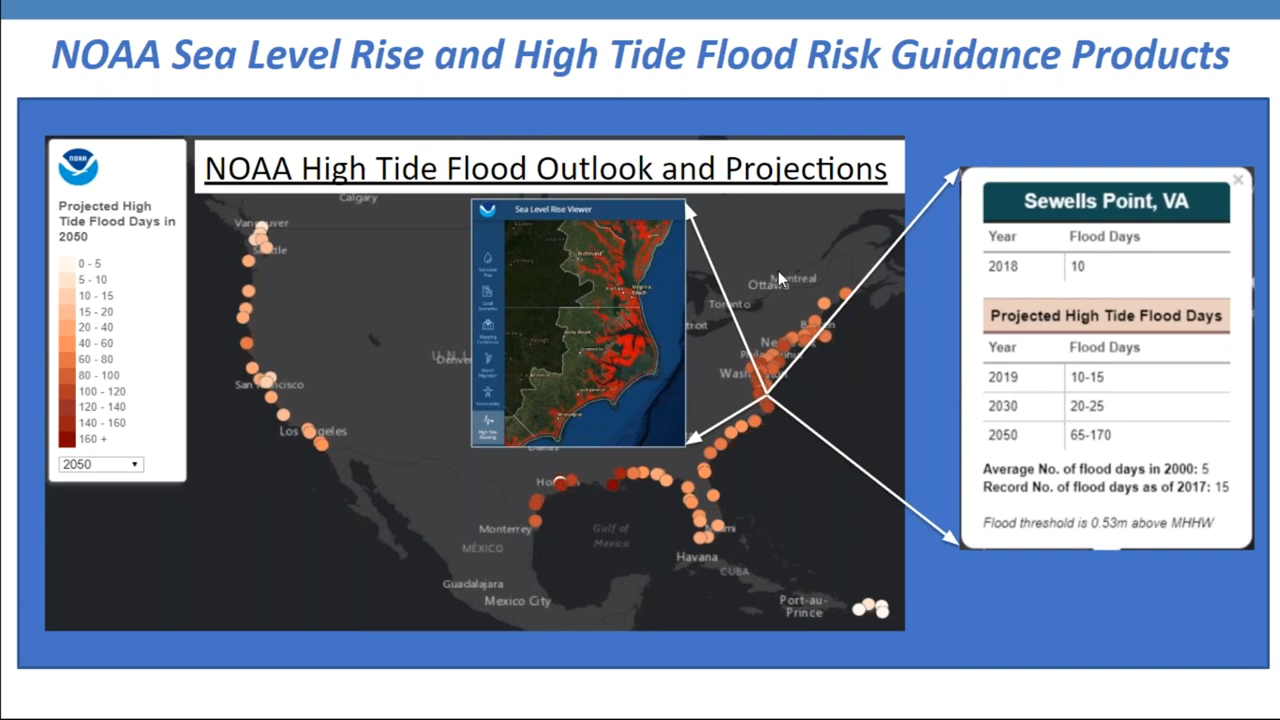 NOAA Sea Level Rise and High Tide Flood Risk Guidance Products
NOAA High Tide Flood Outlook and Projections
NOAA
Projected High
Tide Flood Days in
2050
0 - 5
5 - 10
10 - 15
15 - 20
20 - 40
40 - 60
60 - 80
80 - 100
100 - 120
120 - 140
140 - 160
160 +
2050
Calgary
Vancouver
Seattle
San Francisco
Los Angeles
Denver
Monterrey
MÉXICO
Guadalajara
Mexico City
Gulf of
Mexico
Havana
CUBA
Miami
Port-au-
Prince
Toronto
Montreal
Sea Level Rise Viewer
Sewells Point, VA
Year Flood Days
2018 10
Projected High Tide Flood Days
Year Flood Days
2019 10-15
2030 20-25
2050 65-170
Average No. of flood days in 2000: 5
Record No. of flood days as of 2017: 15
Flood threshold is 0.53m above MHHW